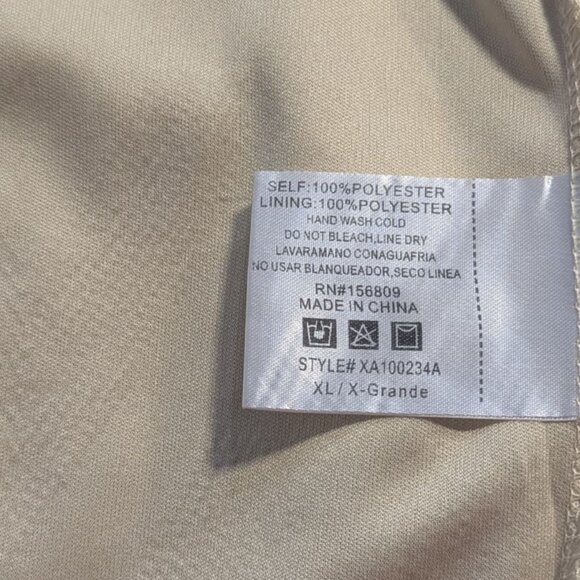 SELF:100%POLYESTER
LINING:100%POLYESTER
HAND WASH COLD
DO NOT BLEACH,LINE DRY
LAVARAMANO CONAGUAFRIA
NO USAR BLANQUEADOR,SECO LINEA
RN#156809
MADE IN CHINA
STYLE# XA100234A
XL / X-Grande